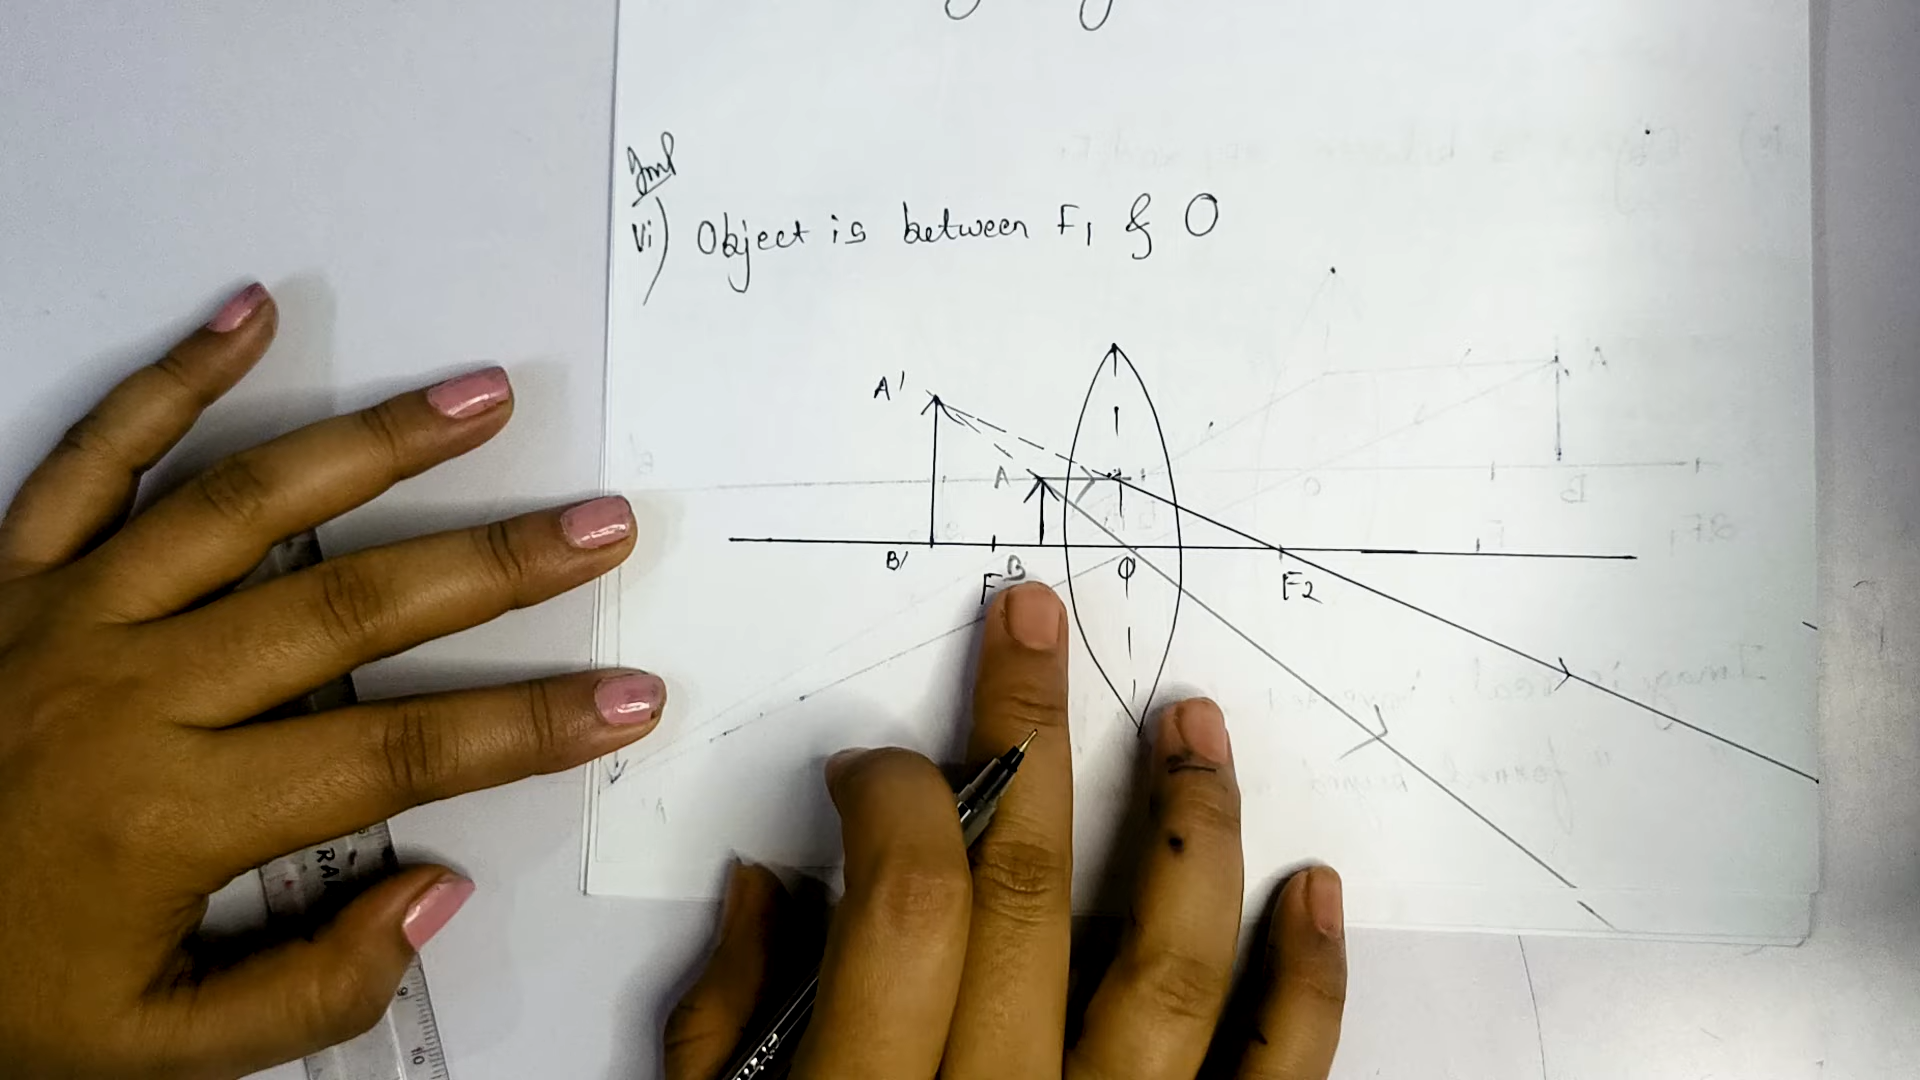 Imp
vi) Object is between F1 & O
A'
A
B'
B
F
O
F2